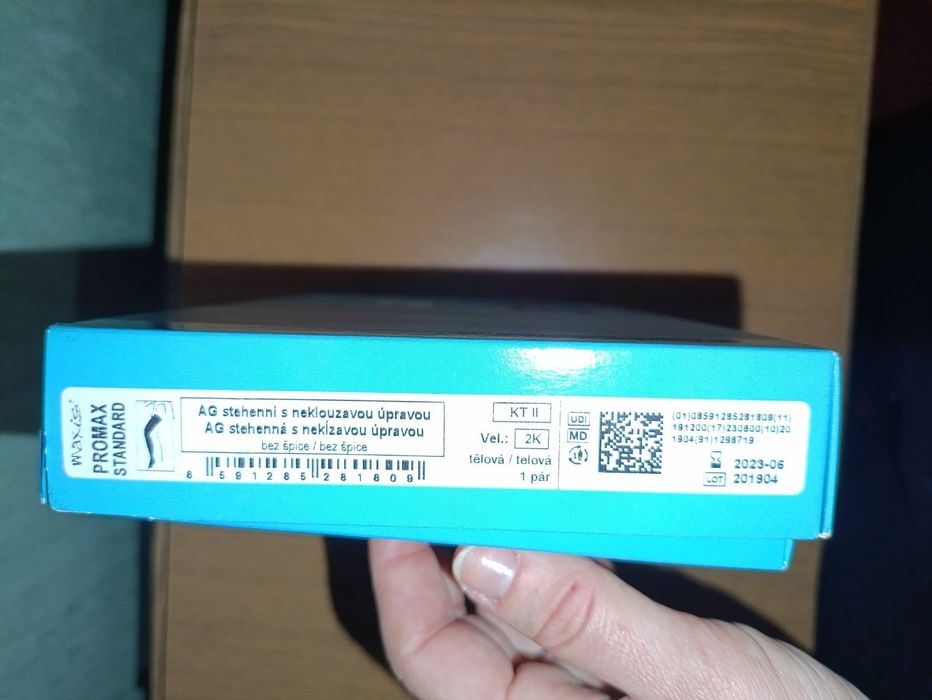 maxis
PROMAX
STANDARD
AG stehenní s neklouzavou úpravou
AG stehenná s nekĺzavou úpravou
bez špice / bez špice
8 591285 281809
KT II
Vel.: 2K
tělová / telová
1 pár
UDI
MD
(01)08591285281809(11)
191200(17)230600(10)20
1904(91)1298719
2023-06
LOT 201904